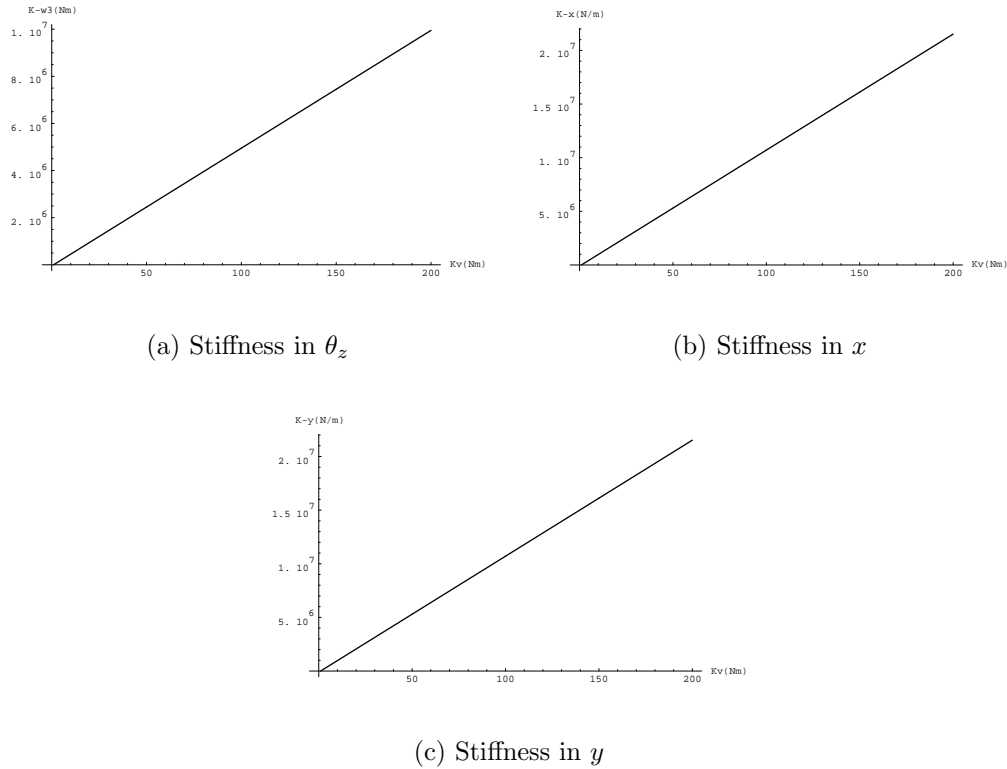 K-w3(Nm)
1. 10^7
8. 10^6
6. 10^6
4. 10^6
2. 10^6
50 100 150 200 Kv(Nm)
(a) Stiffness in θ_z
K-x(N/m)
2. 10^7
1.5 10^7
1. 10^7
5. 10^6
50 100 150 200 Kv(Nm)
(b) Stiffness in x
K-y(N/m)
2. 10^7
1.5 10^7
1. 10^7
5. 10^6
50 100 150 200 Kv(Nm)
(c) Stiffness in y